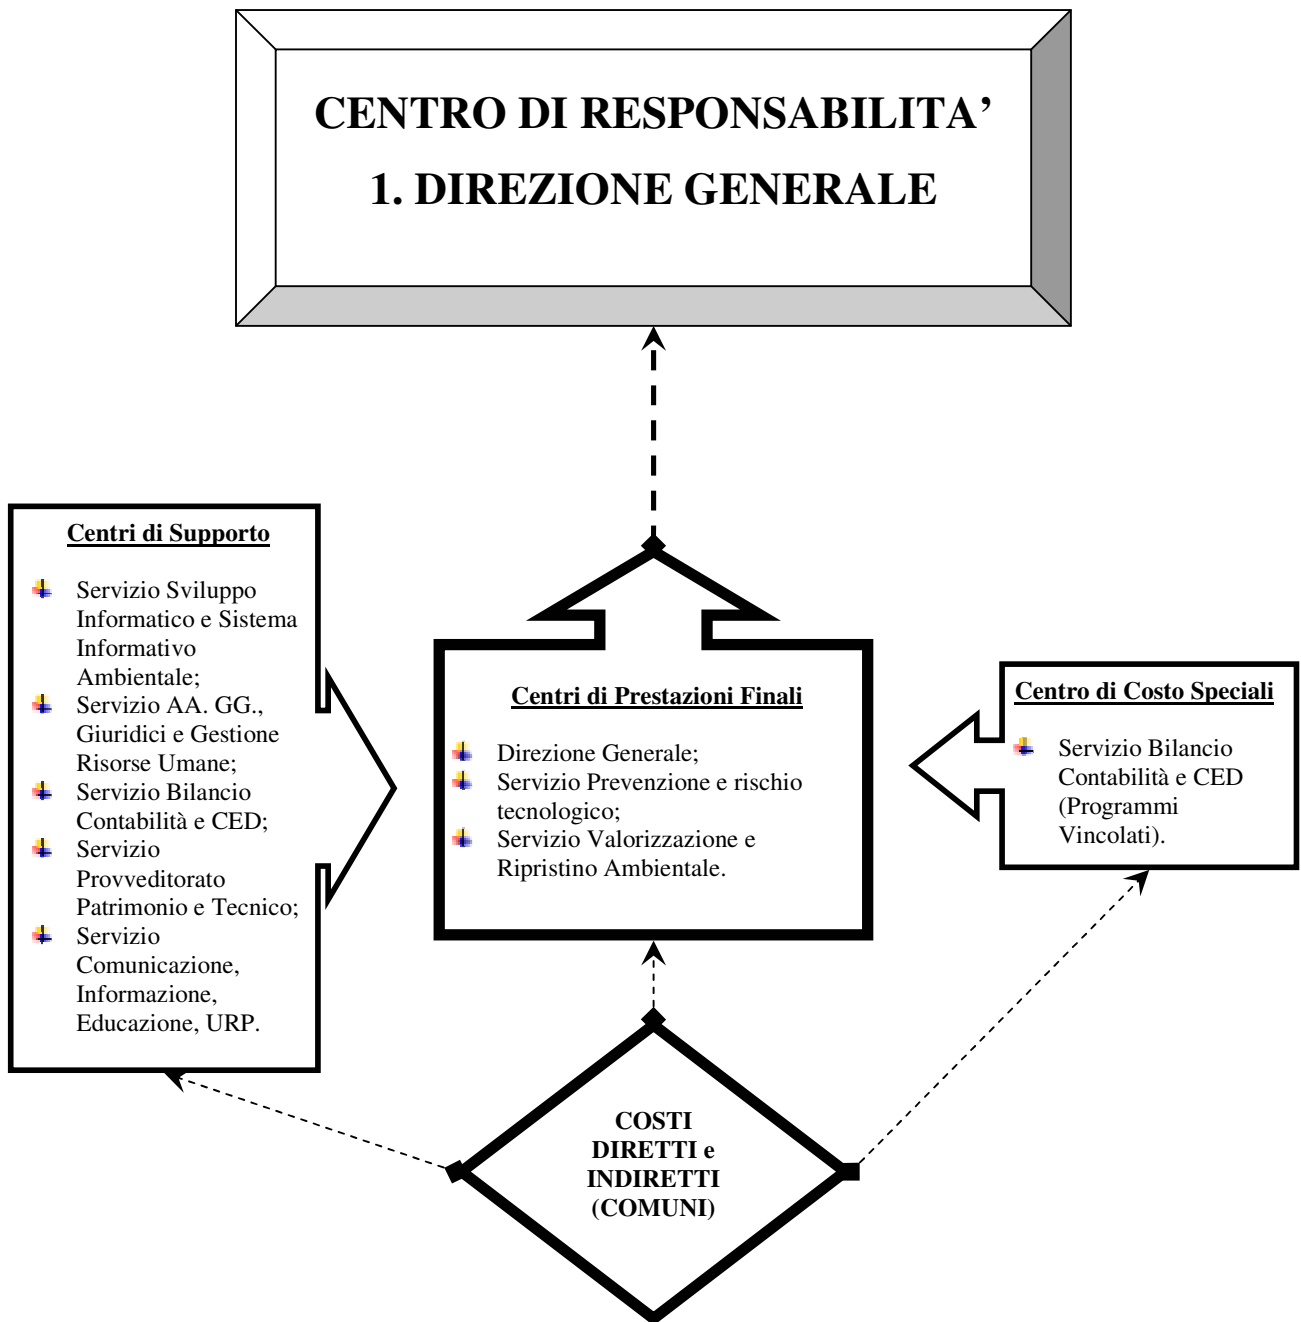 CENTRO DI RESPONSABILITA’
1. DIREZIONE GENERALE
Centri di Supporto
Servizio Sviluppo
Informatico e Sistema
Informativo
Ambientale;
Servizio AA. GG.,
Giuridici e Gestione
Risorse Umane;
Servizio Bilancio
Contabilità e CED;
Servizio
Provveditorato
Patrimonio e Tecnico;
Servizio
Comunicazione,
Informazione,
Educazione, URP.
Centri di Prestazioni Finali
Direzione Generale;
Servizio Prevenzione e rischio
tecnologico;
Servizio Valorizzazione e
Ripristino Ambientale.
Centro di Costo Speciali
Servizio Bilancio
Contabilità e CED
(Programmi
Vincolati).
COSTI
DIRETTI e
INDIRETTI
(COMUNI)